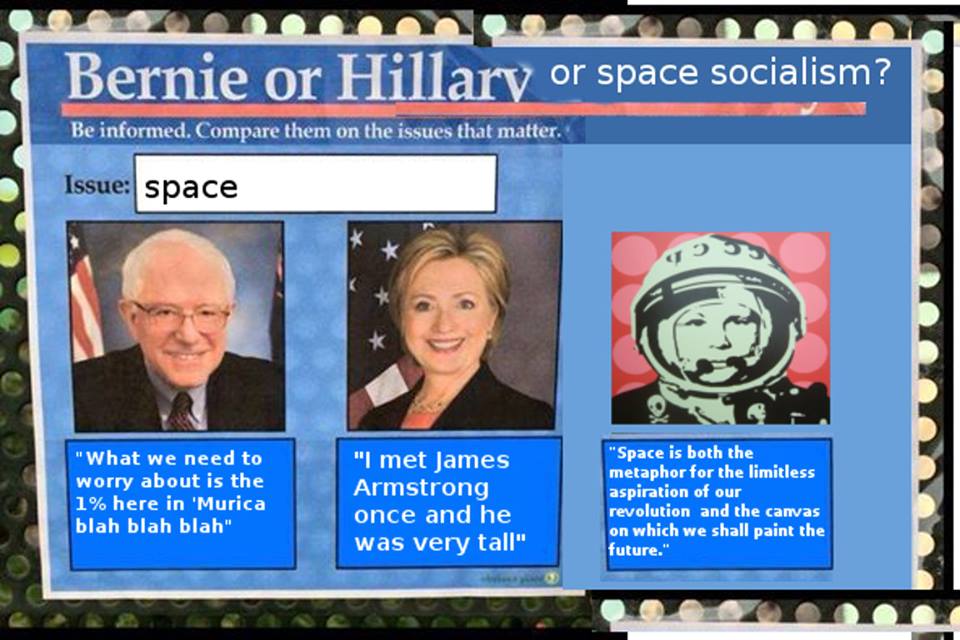 Bernie or Hillary or space socialism?
Be informed. Compare them on the issues that matter.
Issue: space
"What we need to
worry about is the
1% here in 'Murica
blah blah blah"
"I met James
Armstrong
once and he
was very tall"
"Space is both the
metaphor for the limitless
aspiration of our
revolution and the canvas
on which we shall paint the
future."